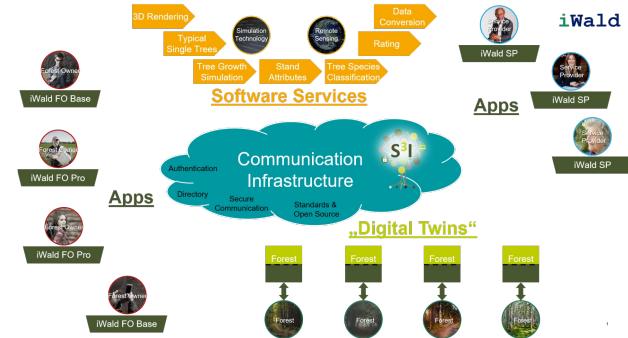 3D Rendering
Typical
Single Trees
Tree Growth
Simulation
Simulation
Technology
Stand
Attributes
Remote
Sensing
Tree Species
Classification
Data
Conversion
Rating
Software Services
iWald
Service
Provider
iWald SP
Service
Provider
iWald SP
Service
Provider
iWald SP
Apps
Forest Owner
iWald FO Base
Forest Owner
iWald FO Pro
Forest Owner
iWald FO Pro
Forest Owner
iWald FO Base
Apps
Communication
Infrastructure
S³I
Authentication
Directory
Secure
Communication
Standards &
Open Source
„Digital Twins“
Forest
Forest
Forest
Forest
Forest
Forest
Forest
Forest
1